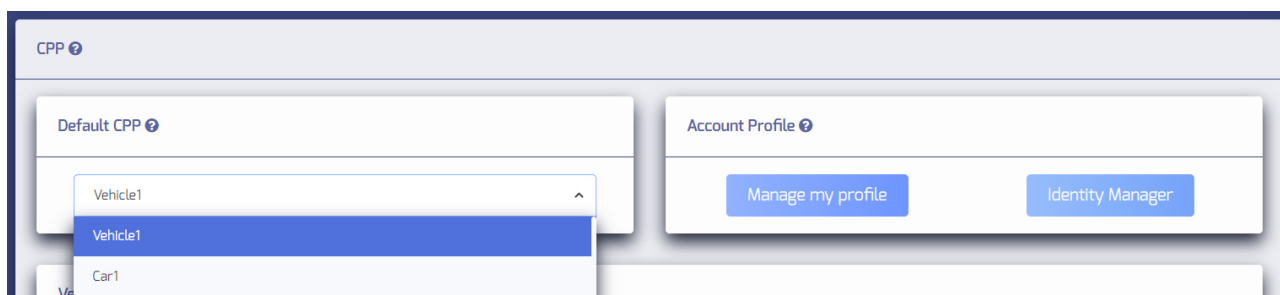 CPP
Default CPP
Account Profile
Vehicle1
Manage my profile
Identity Manager
Vehicle1
Car1